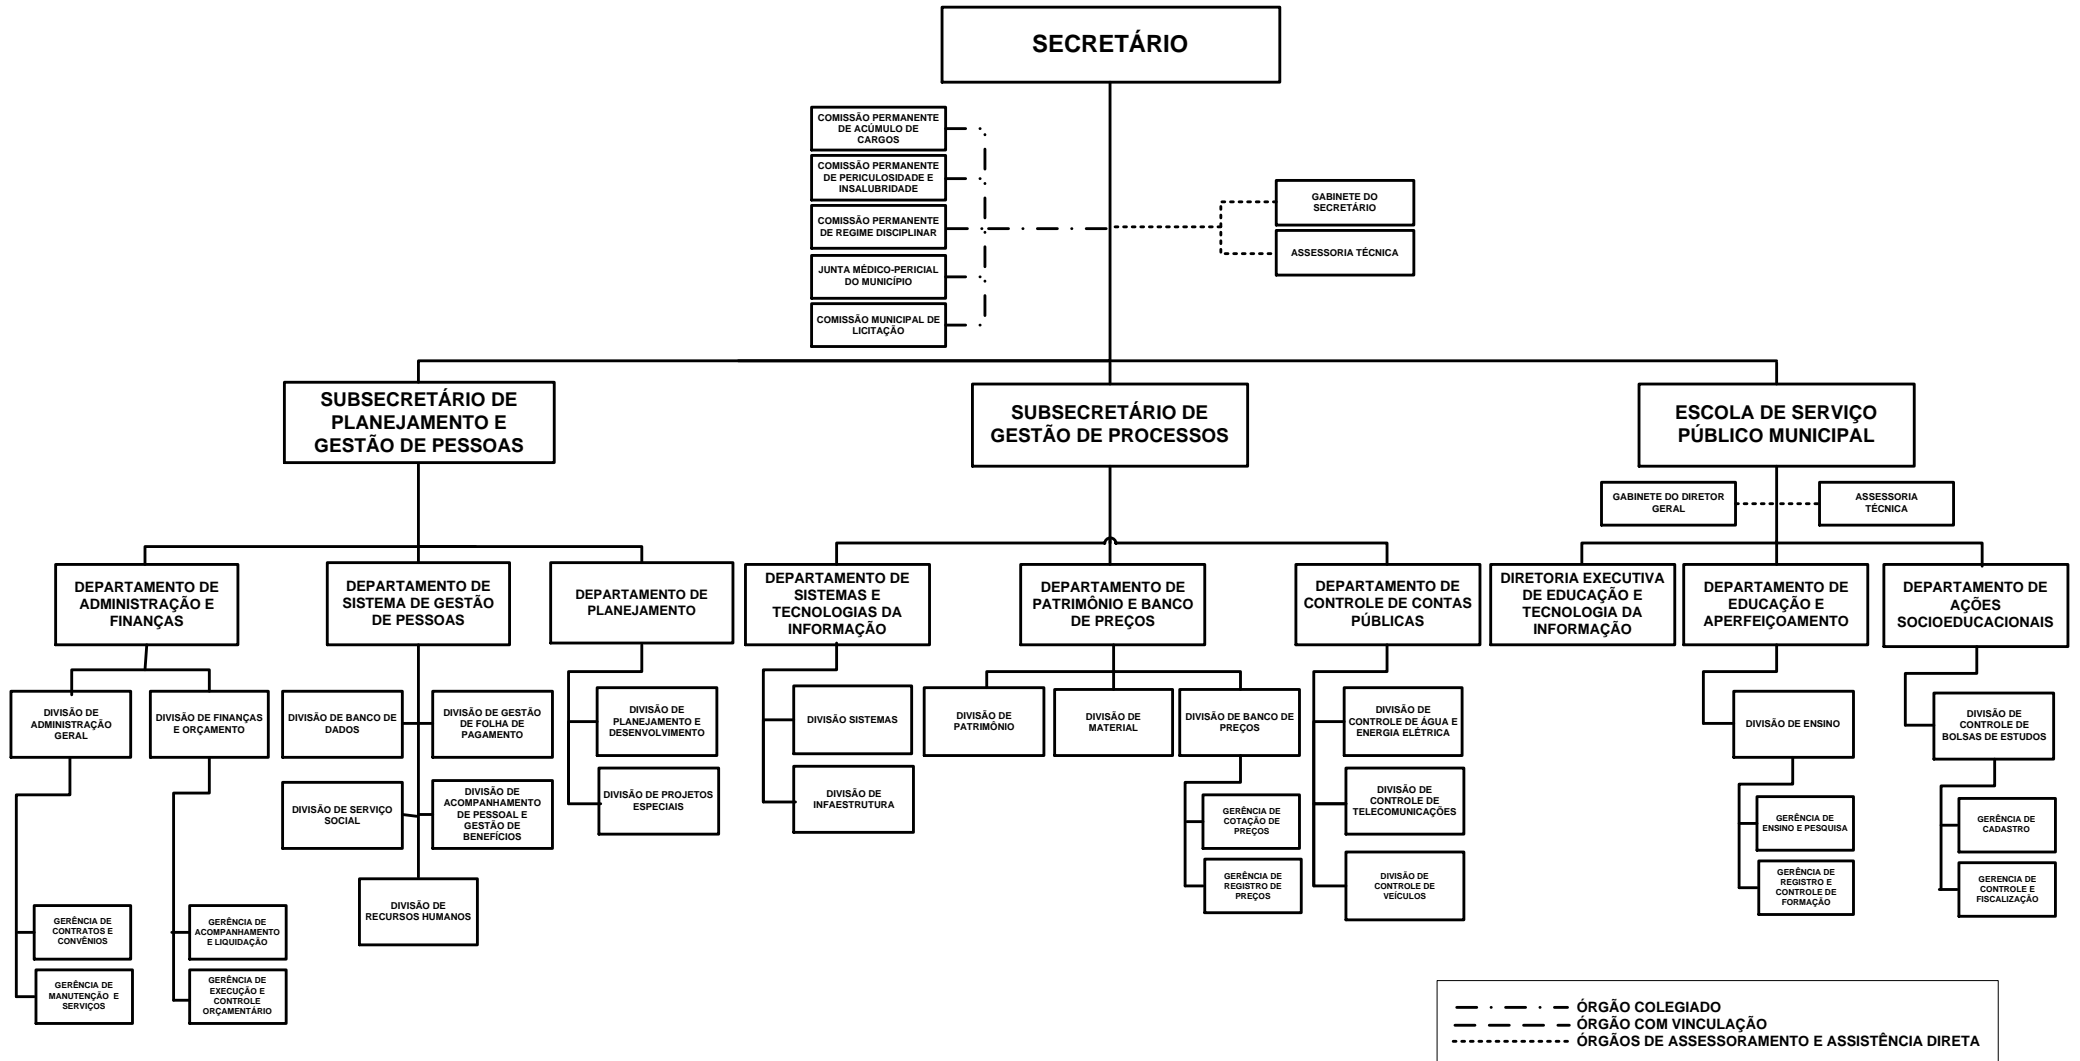 SECRETÁRIO
COMISSÃO PERMANENTE
DE ACÚMULO DE
CARGOS
COMISSÃO PERMANENTE
DE PERICULOSIDADE E
INSALUBRIDADE
COMISSÃO PERMANENTE
DE REGIME DISCIPLINAR
JUNTA MÉDICO-PERICIAL
DO MUNICÍPIO
COMISSÃO MUNICIPAL DE
LICITAÇÃO
GABINETE DO
SECRETÁRIO
ASSESSORIA TÉCNICA
SUBSECRETÁRIO DE
PLANEJAMENTO E
GESTÃO DE PESSOAS
SUBSECRETÁRIO DE
GESTÃO DE PROCESSOS
ESCOLA DE SERVIÇO
PÚBLICO MUNICIPAL
GABINETE DO DIRETOR
GERAL
ASSESSORIA
TÉCNICA
DEPARTAMENTO DE
ADMINISTRAÇÃO E
FINANÇAS
DEPARTAMENTO DE
SISTEMA DE GESTÃO
DE PESSOAS
DEPARTAMENTO DE
PLANEJAMENTO
DEPARTAMENTO DE
SISTEMAS E
TECNOLOGIAS DA
INFORMAÇÃO
DEPARTAMENTO DE
PATRIMÔNIO E BANCO
DE PREÇOS
DEPARTAMENTO DE
CONTROLE DE CONTAS
PÚBLICAS
DIRETORIA EXECUTIVA
DE EDUCAÇÃO E
TECNOLOGIA DA
INFORMAÇÃO
DEPARTAMENTO DE
EDUCAÇÃO E
APERFEIÇOAMENTO
DEPARTAMENTO DE
AÇÕES
SOCIOEDUCACIONAIS
DIVISÃO DE
ADMINISTRAÇÃO
GERAL
DIVISÃO DE FINANÇAS
E ORÇAMENTO
DIVISÃO DE BANCO DE
DADOS
DIVISÃO DE GESTÃO
DE FOLHA DE
PAGAMENTO
DIVISÃO DE
PLANEJAMENTO E
DESENVOLVIMENTO
DIVISÃO SISTEMAS
DIVISÃO DE
PATRIMÔNIO
DIVISÃO DE
MATERIAL
DIVISÃO DE BANCO DE
PREÇOS
DIVISÃO DE
CONTROLE DE ÁGUA E
ENERGIA ELÉTRICA
DIVISÃO DE ENSINO
DIVISÃO DE
CONTROLE DE
BOLSAS DE ESTUDOS
DIVISÃO DE SERVIÇO
SOCIAL
DIVISÃO DE
ACOMPANHAMENTO
DE PESSOAL E
GESTÃO DE
BENEFÍCIOS
DIVISÃO DE PROJETOS
ESPECIAIS
DIVISÃO DE
INFAESTRUTURA
GERÊNCIA DE
COTAÇÃO DE
PREÇOS
DIVISÃO DE
CONTROLE DE
TELECOMUNICAÇÕES
GERÊNCIA DE
ENSINO E PESQUISA
GERÊNCIA DE
CADASTRO
DIVISÃO DE
RECURSOS HUMANOS
GERÊNCIA DE
REGISTRO DE
PREÇOS
DIVISÃO DE
CONTROLE DE
VEÍCULOS
GERÊNCIA DE
REGISTRO E
CONTROLE DE
FORMAÇÃO
GERENCIA DE
CONTROLE E
FISCALIZAÇÃO
GERÊNCIA DE
CONTRATOS E
CONVÊNIOS
GERÊNCIA DE
ACOMPANHAMENTO
E LIQUIDAÇÃO
GERÊNCIA DE
MANUTENÇÃO E
SERVIÇOS
GERÊNCIA DE
EXECUÇÃO E
CONTROLE
ORÇAMENTÁRIO
ÓRGÃO COLEGIADO
ÓRGÃO COM VINCULAÇÃO
ÓRGÃOS DE ASSESSORAMENTO E ASSISTÊNCIA DIRETA